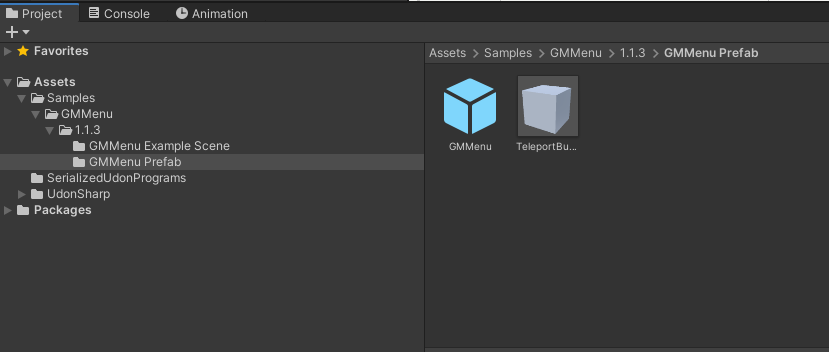 Project Console Animation
Favorites
Assets
Samples
GMMenu
1.1.3
GMMenu Example Scene
GMMenu Prefab
SerializedUdonPrograms
UdonSharp
Packages
Assets > Samples > GMMenu > 1.1.3 > GMMenu Prefab
GMMenu TeleportBu...